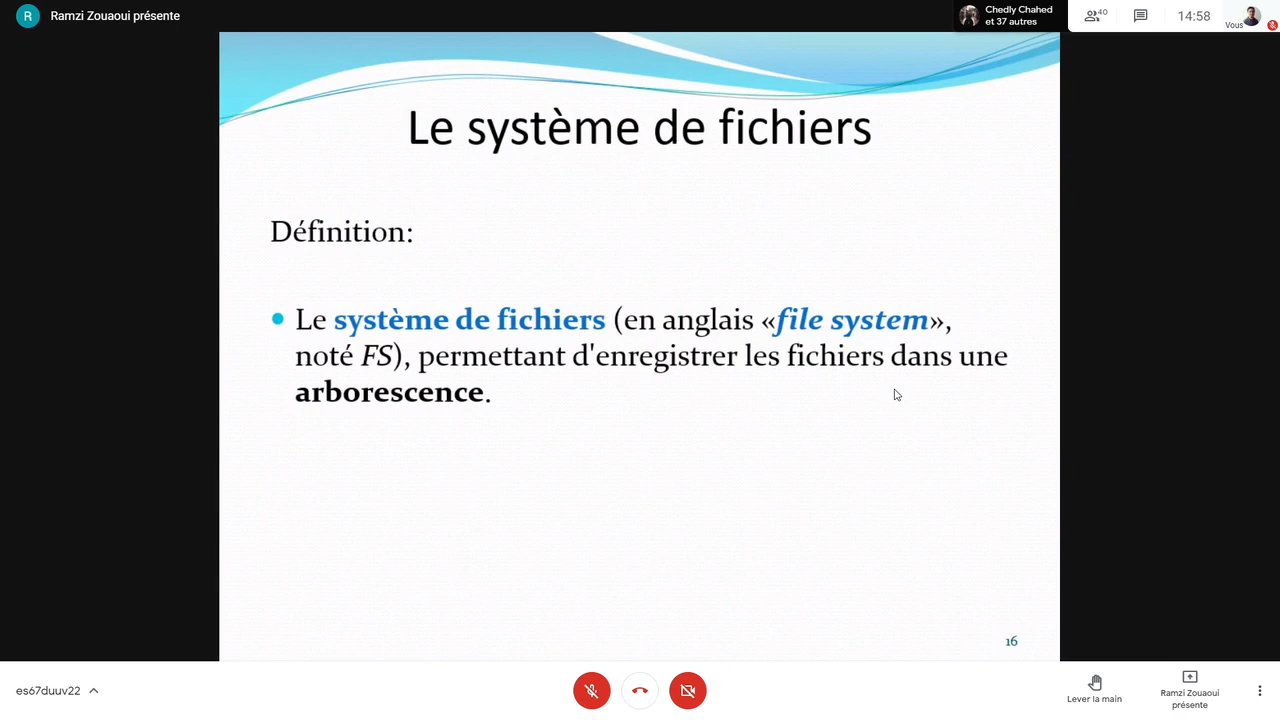 R
Ramzi Zouaoui présente
Chedly Chahed
et 37 autres
40
14:58
Vous
Le système de fichiers
Définition:
• Le système de fichiers (en anglais «file system»,
noté FS), permettant d'enregistrer les fichiers dans une
arborescence.
16
es67duuv22
Lever la main
Ramzi Zouaoui
présente